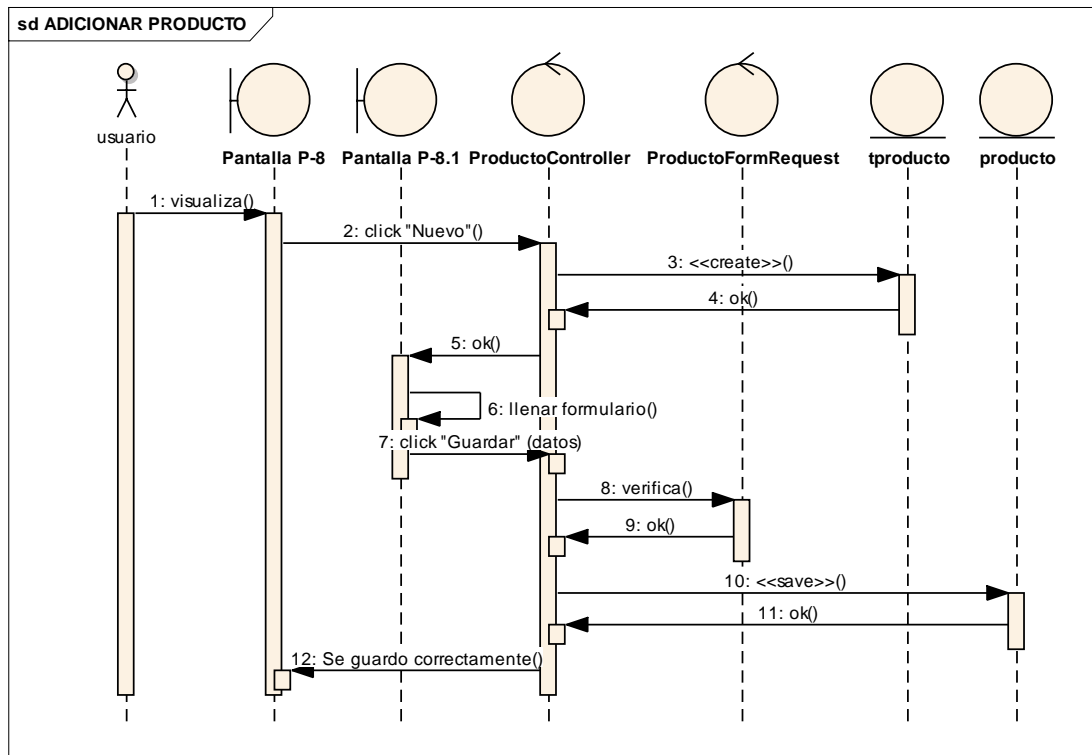 sd ADICIONAR PRODUCTO
usuario
Pantalla P-8
Pantalla P-8.1
ProductoController
ProductoFormRequest
tproducto
producto
1: visualiza()
2: click "Nuevo"()
3: <<create>>()
4: ok()
5: ok()
6: llenar formulario()
7: click "Guardar" (datos)
8: verifica()
9: ok()
10: <<save>>()
11: ok()
12: Se guardo correctamente()